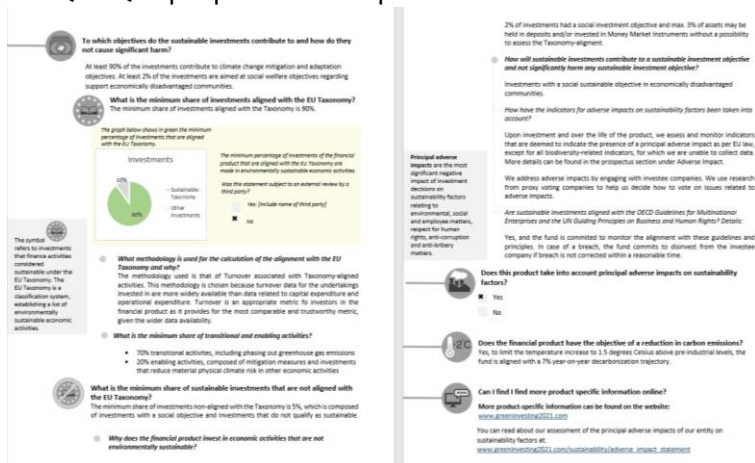 To which objectives do the sustainable investments contribute to and how do they
not cause significant harm?
At least 90% of the investments contribute to climate change mitigation and adaptation
objectives. At least 2% of the investments are aimed at social welfare objectives regarding
support economically disadvantaged communities.
What is the minimum share of investments aligned with the EU Taxonomy?
The minimum share of investments aligned with the Taxonomy is 90%.
The graph below shows in green the minimum
percentage of investments that are aligned
with the EU Taxonomy.
Investments
10%
90%
Sustainable:
Taxonomy
Other
investments
The minimum percentage of investments of the financial
product that are aligned with the EU Taxonomy are
made in environmentally sustainable economic activities
Was this statement subject to an external review by a
third party?
Yes: [include name of third party]
No
The symbol
refers to investments
that finance activities
considered
sustainable under the
EU Taxonomy. The
EU Taxonomy is a
classification system,
establishing a list of
environmentally
sustainable economic
activities.
What methodology is used for the calculation of the alignment with the EU
Taxonomy and why?
The methodology used is that of Turnover associated with Taxonomy-aligned
activities. This methodology is chosen because turnover data for the undertakings
invested in are more widely available than data related to capital expenditure and
operational expenditure. Turnover is an appropriate metric fo investors in the
financial product as it provides for the most comparable and trustworthy metric,
given the wider data availability.
What is the minimum share of transitional and enabling activities?
70% transitional activities, including phasing out greenhouse gas emissions
20% enabling activities, composed of mitigation measures and investments
that reduce material physical climate risk in other economic activities
What is the minimum share of sustainable investments that are not aligned with
the EU Taxonomy?
The minimum share of investments non-aligned with the Taxonomy is 5%, which is composed
of investments with a social objective and investments that do not qualify as sustainable.
Why does the financial product invest in economic activities that are not
environmentally sustainable?
2% of investments had a social investment objective and max. 3% of assets may be
held in deposits and/or invested in Money Market Instruments without a possibility
to assess the Taxonomy-aligment.
How will sustainable investments contribute to a sustainable investment objective
and not significantly harm any sustainable investment objective?
Investments with a social sustainable objective in economically disadvantaged
communities.
How have the indicators for adverse impacts on sustainability factors been taken into
account?
Upon investment and over the life of the product, we assess and monitor indicators
that are deemed to indicate the presence of a principal adverse impact as per EU law,
except for all biodiversity-related indicators, for which we are unable to collect data.
More details can be found in the prospectus section under Adverse Impact.
We address adverse impacts by engaging with investee companies. We use research
from proxy voting companies to help us decide how to vote on issues related to
adverse impacts.
Principal adverse
impacts are the most
significant negative
impact of investment
decisions on
sustainability factors
relating to
environmental, social
and employee matters,
respect for human
rights, anti-corruption
and anti-bribery
matters.
Are sustainable investments aligned with the OECD Guidelines for Multinational
Enterprises and the UN Guiding Principles on Business and Human Rights? Details:
Yes, and the fund is commited to monitor the alignment with these guidelines and
principles. In case of a breach, the fund commits to disinvest from the investee
company if breach is not corrected within a reasonable time.
Does this product take into account principal adverse impacts on sustainability
factors?
Yes
No
-2°C
Does the financial product have the objective of a reduction in carbon emissions?
Yes, to limit the temperature increase to 1.5 degrees Celsius above pre-industrial levels, the
fund is aligned with a 7% year-on-year decarbonization trajectory.
Can I find I find more product specific information online?
More product-specific information can be found on the website:
www.greeninvesting2021.com
You can read about our assessment of the principal adverse impacts of our entity on
sustainability factors at:
www.greeninvesting2021.com/sustainability/adverse_impact_statement